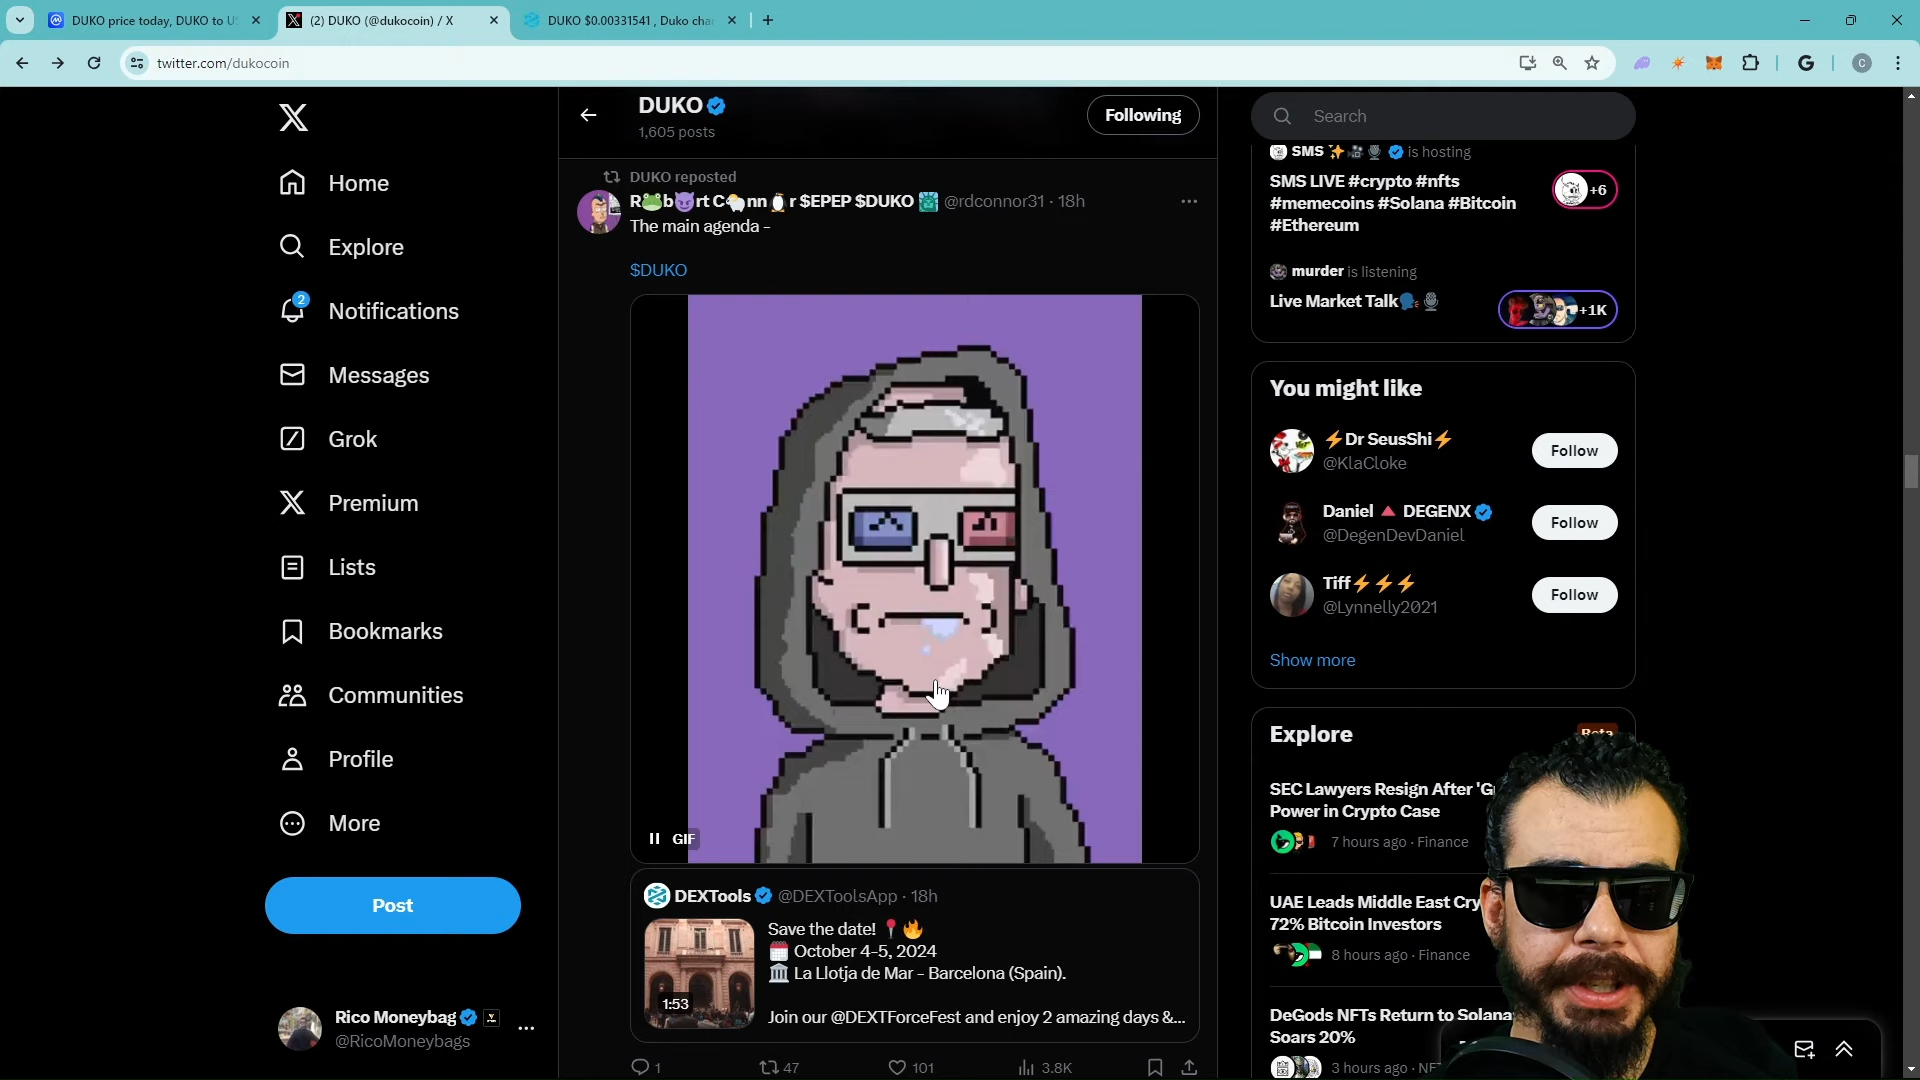 DUKO price today, DUKO to U
(2) DUKO (@dukocoin) / X
DUKO $0.00331541 , Duko cha
twitter.com/dukocoin
G
C
Home
Explore
2
Notifications
Messages
Grok
Premium
Lists
Bookmarks
Communities
Profile
More
Post
Rico Moneybag
@RicoMoneybags
DUKO
1,605 posts
Following
DUKO reposted
R🐸b😈rt C🐑nn🐧r $EPEP $DUKO @rdconnor31 · 18h
The main agenda -
$DUKO
GIF
DEXTools @DEXToolsApp · 18h
Save the date! 📍🔥
🗓 October 4-5, 2024
🏛 La Llotja de Mar - Barcelona (Spain).
1:53
Join our @DEXTForceFest and enjoy 2 amazing days &...
1
47
101
3.8K
Search
SMS ✨🎥🎙 is hosting
SMS LIVE #crypto #nfts
#memecoins #Solana #Bitcoin
#Ethereum
+6
murder is listening
Live Market Talk🗣🎙
+1K
You might like
⚡Dr SeusShi⚡
@KlaCloke
Follow
Daniel 🔺 DEGENX
@DegenDevDaniel
Follow
Tiff⚡⚡⚡
@Lynnelly2021
Follow
Show more
Explore
Beta
SEC Lawyers Resign After 'G
Power in Crypto Case
7 hours ago · Finance
UAE Leads Middle East Cry
72% Bitcoin Investors
8 hours ago · Finance
DeGods NFTs Return to Solana
Soars 20%
3 hours ago · NF